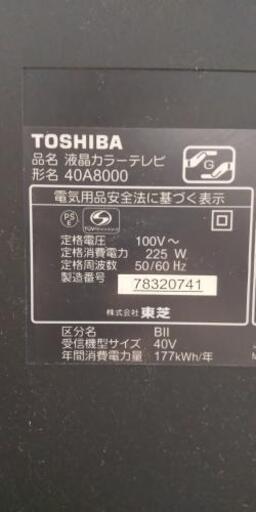 TOSHIBA
品名 液晶カラーテレビ
形名 40A8000
G
電気用品安全法に基づく表示
PS
E
S
定格電圧 100V～
定格消費電力 225 W
定格周波数 50/60 Hz
製造番号 78320741
株式会社 東芝
区分名 BII
受信機型サイズ 40V
年間消費電力量 177kWh/年